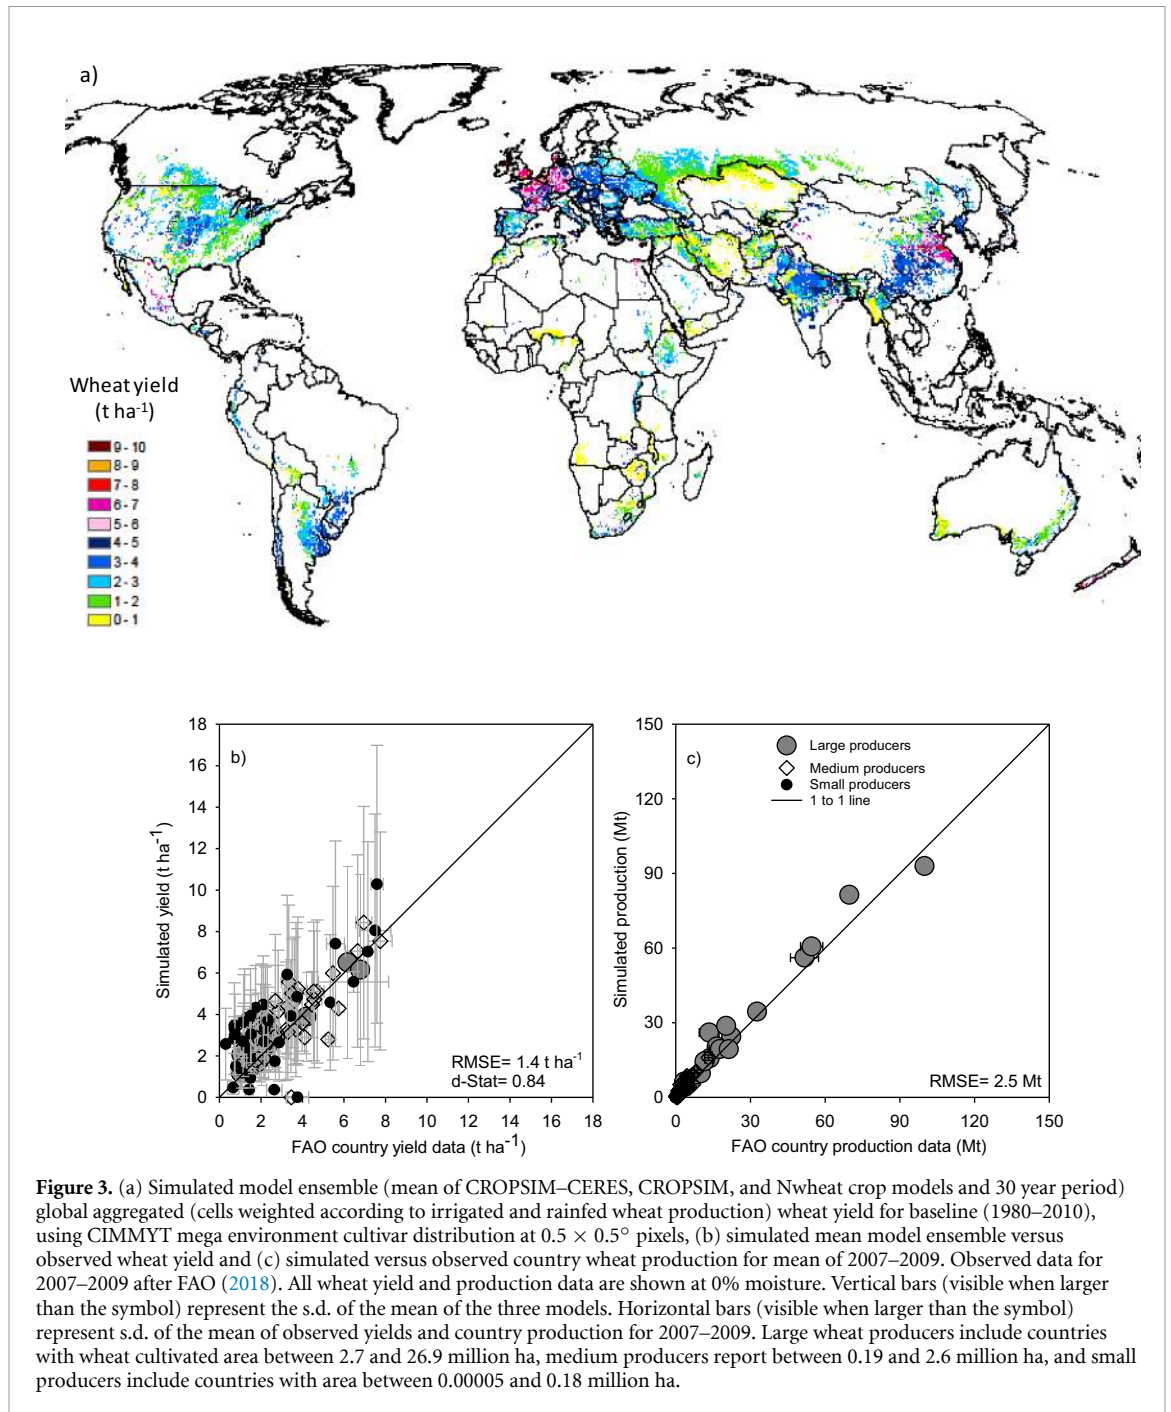 a)
Wheat yield
(t ha-1)
9 - 10
8 - 9
7 - 8
6 - 7
5 - 6
4 - 5
3 - 4
2 - 3
1 - 2
0 - 1
b)
18
16
14
12
10
8
6
4
2
0
Simulated yield (t ha-1)
RMSE= 1.4 t ha-1
d-Stat= 0.84
0 2 4 6 8 10 12 14 16 18
FAO country yield data (t ha-1)
c)
150
120
90
60
30
0
Simulated production (Mt)
Large producers
Medium producers
Small producers
1 to 1 line
RMSE= 2.5 Mt
0 30 60 90 120 150
FAO country production data (Mt)
Figure 3. (a) Simulated model ensemble (mean of CROPSIM–CERES, CROPSIM, and Nwheat crop models and 30 year period)
global aggregated (cells weighted according to irrigated and rainfed wheat production) wheat yield for baseline (1980–2010),
using CIMMYT mega environment cultivar distribution at 0.5 × 0.5° pixels, (b) simulated mean model ensemble versus
observed wheat yield and (c) simulated versus observed country wheat production for mean of 2007–2009. Observed data for
2007–2009 after FAO (2018). All wheat yield and production data are shown at 0% moisture. Vertical bars (visible when larger
than the symbol) represent the s.d. of the mean of the three models. Horizontal bars (visible when larger than the symbol)
represent s.d. of the mean of observed yields and country production for 2007–2009. Large wheat producers include countries
with wheat cultivated area between 2.7 and 26.9 million ha, medium producers report between 0.19 and 2.6 million ha, and small
producers include countries with area between 0.00005 and 0.18 million ha.